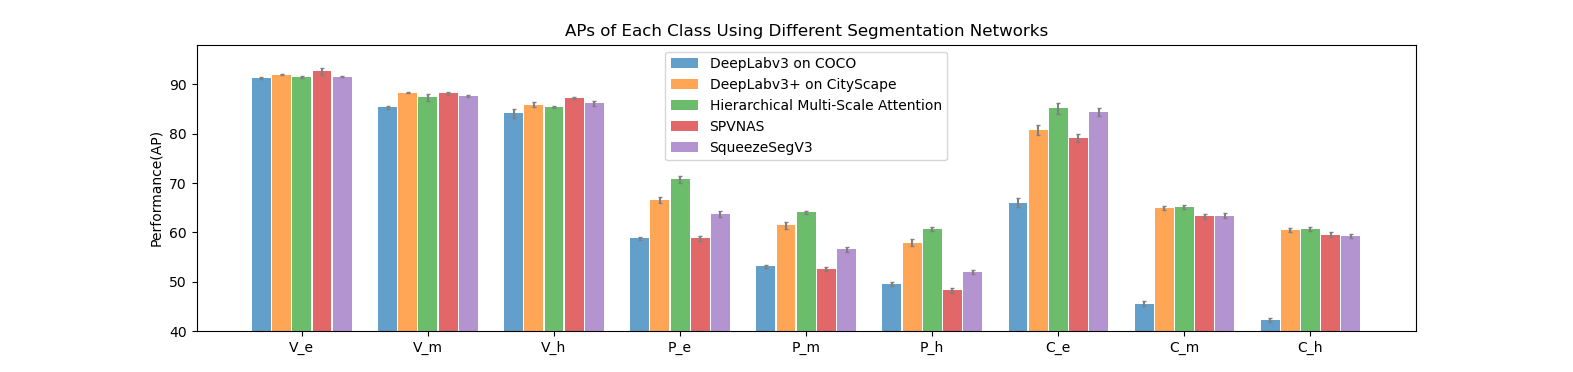 APs of Each Class Using Different Segmentation Networks
Performance(AP)
90
80
70
60
50
40
DeepLabv3 on COCO
DeepLabv3+ on CityScape
Hierarchical Multi-Scale Attention
SPVNAS
SqueezeSegV3
V_e
V_m
V_h
P_e
P_m
P_h
C_e
C_m
C_h